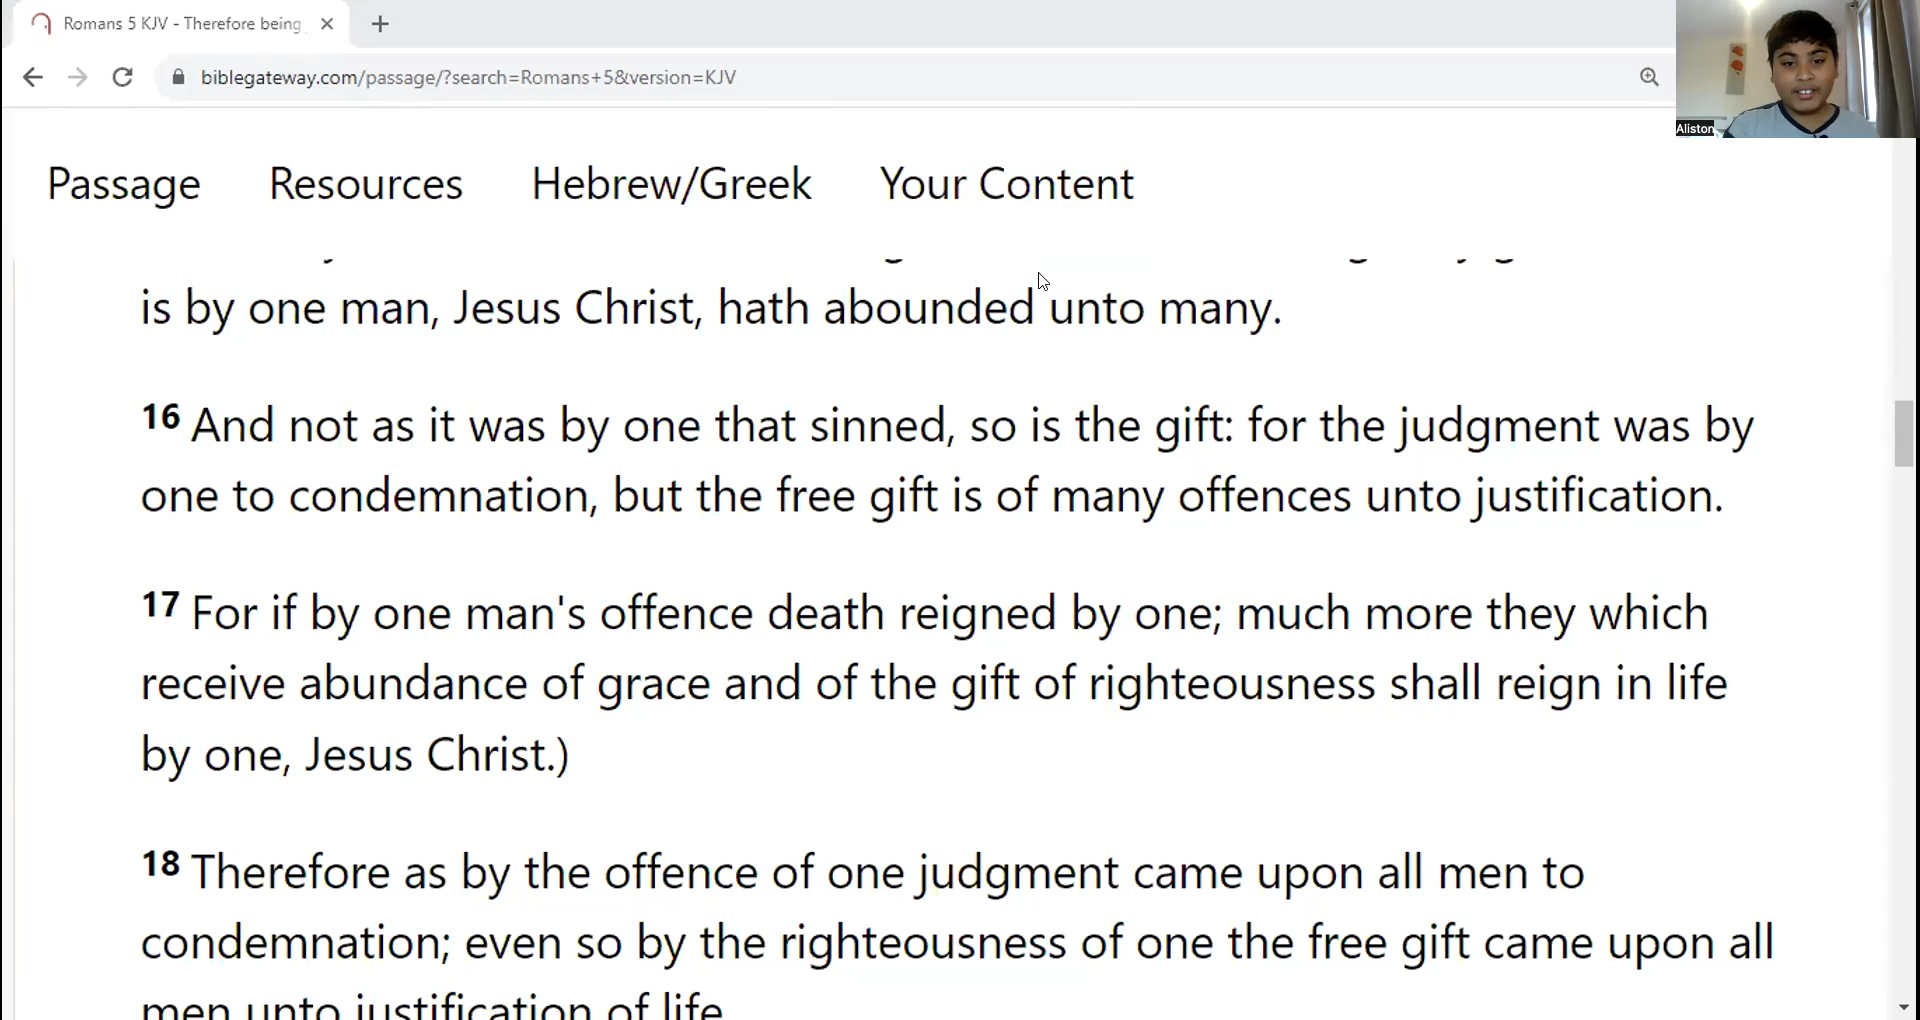 Romans 5 KJV - Therefore being
biblegateway.com/passage/?search=Romans+5&version=KJV
Aliston
Passage Resources Hebrew/Greek Your Content
is by one man, Jesus Christ, hath abounded unto many.
16 And not as it was by one that sinned, so is the gift: for the judgment was by
one to condemnation, but the free gift is of many offences unto justification.
17 For if by one man's offence death reigned by one; much more they which
receive abundance of grace and of the gift of righteousness shall reign in life
by one, Jesus Christ.)
18 Therefore as by the offence of one judgment came upon all men to
condemnation; even so by the righteousness of one the free gift came upon all
men unto justification of life